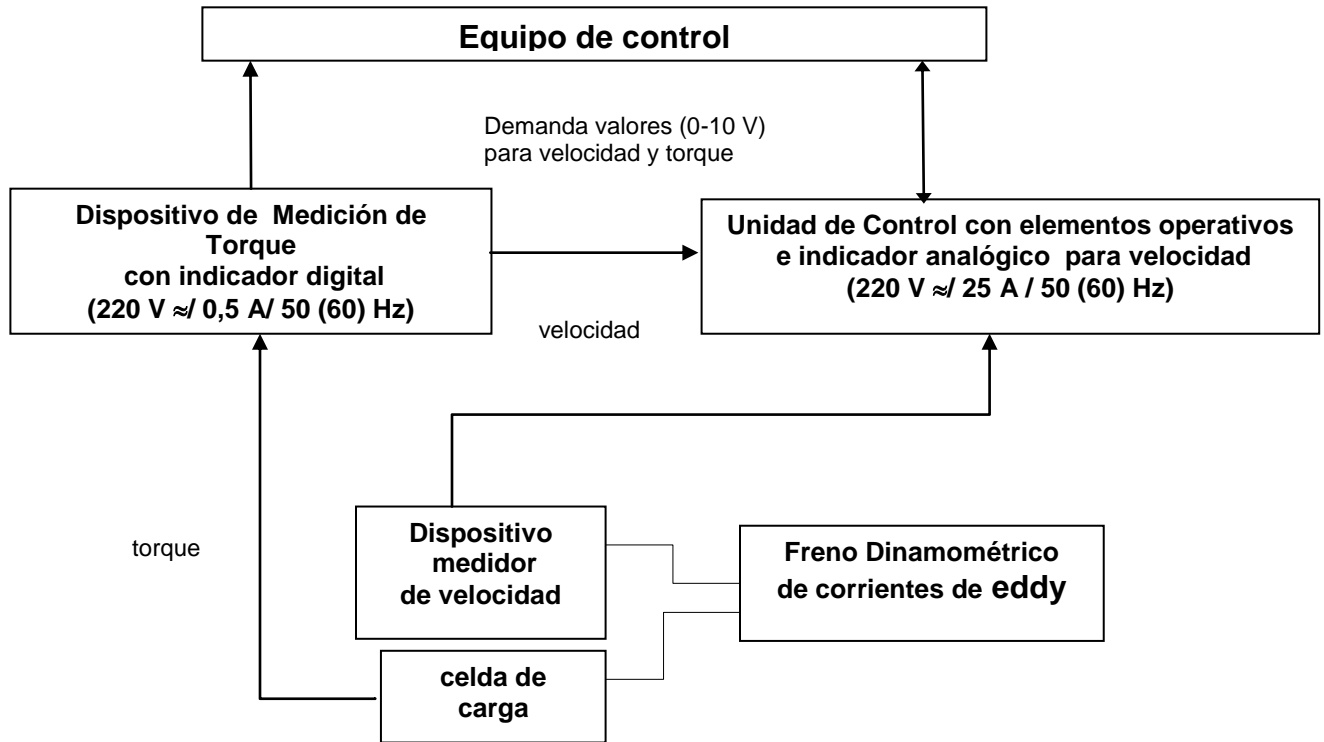 Equipo de control
Demanda valores (0-10 V)
para velocidad y torque
Dispositivo de Medición de
Torque
con indicador digital
(220 V ≈/ 0,5 A/ 50 (60) Hz)
Unidad de Control con elementos operativos
e indicador analógico para velocidad
(220 V ≈/ 25 A / 50 (60) Hz)
velocidad
torque
Dispositivo
medidor
de velocidad
Freno Dinamométrico
de corrientes de eddy
celda de
carga